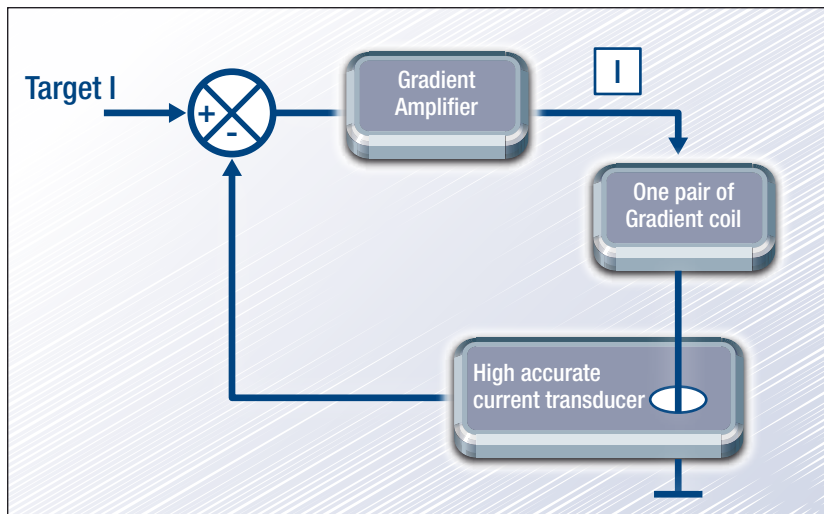 Target I
+
-
Gradient
Amplifier
I
One pair of
Gradient coil
High accurate
current transducer